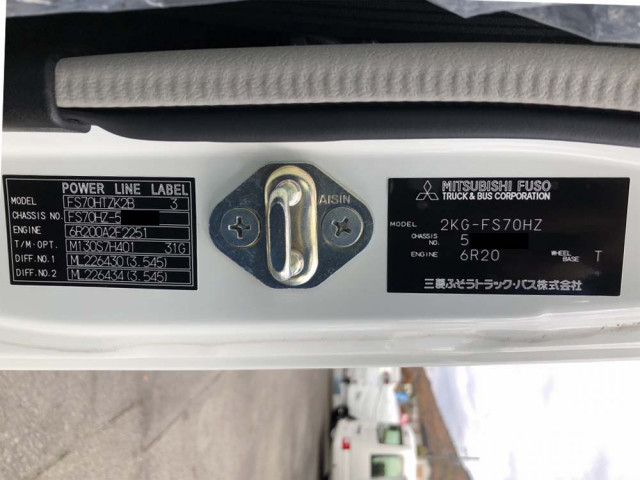 POWER LINE LABEL
MODEL FS70HT7K2B 3
CHASSIS NO. FS70HZ-5
ENGINE 6R200A2F2251
T/M・OPT. M130S7H401 31G
DIFF.NO.1 ML226430(3.545)
DIFF.NO.2 ML226434(3.545)
AISIN
MITSUBISHI FUSO
TRUCK & BUS CORPORATION
MODEL 2KG-FS70HZ
CHASSIS NO. 5
ENGINE 6R20 WHEEL BASE T
三菱ふそうトラック・バス株式会社